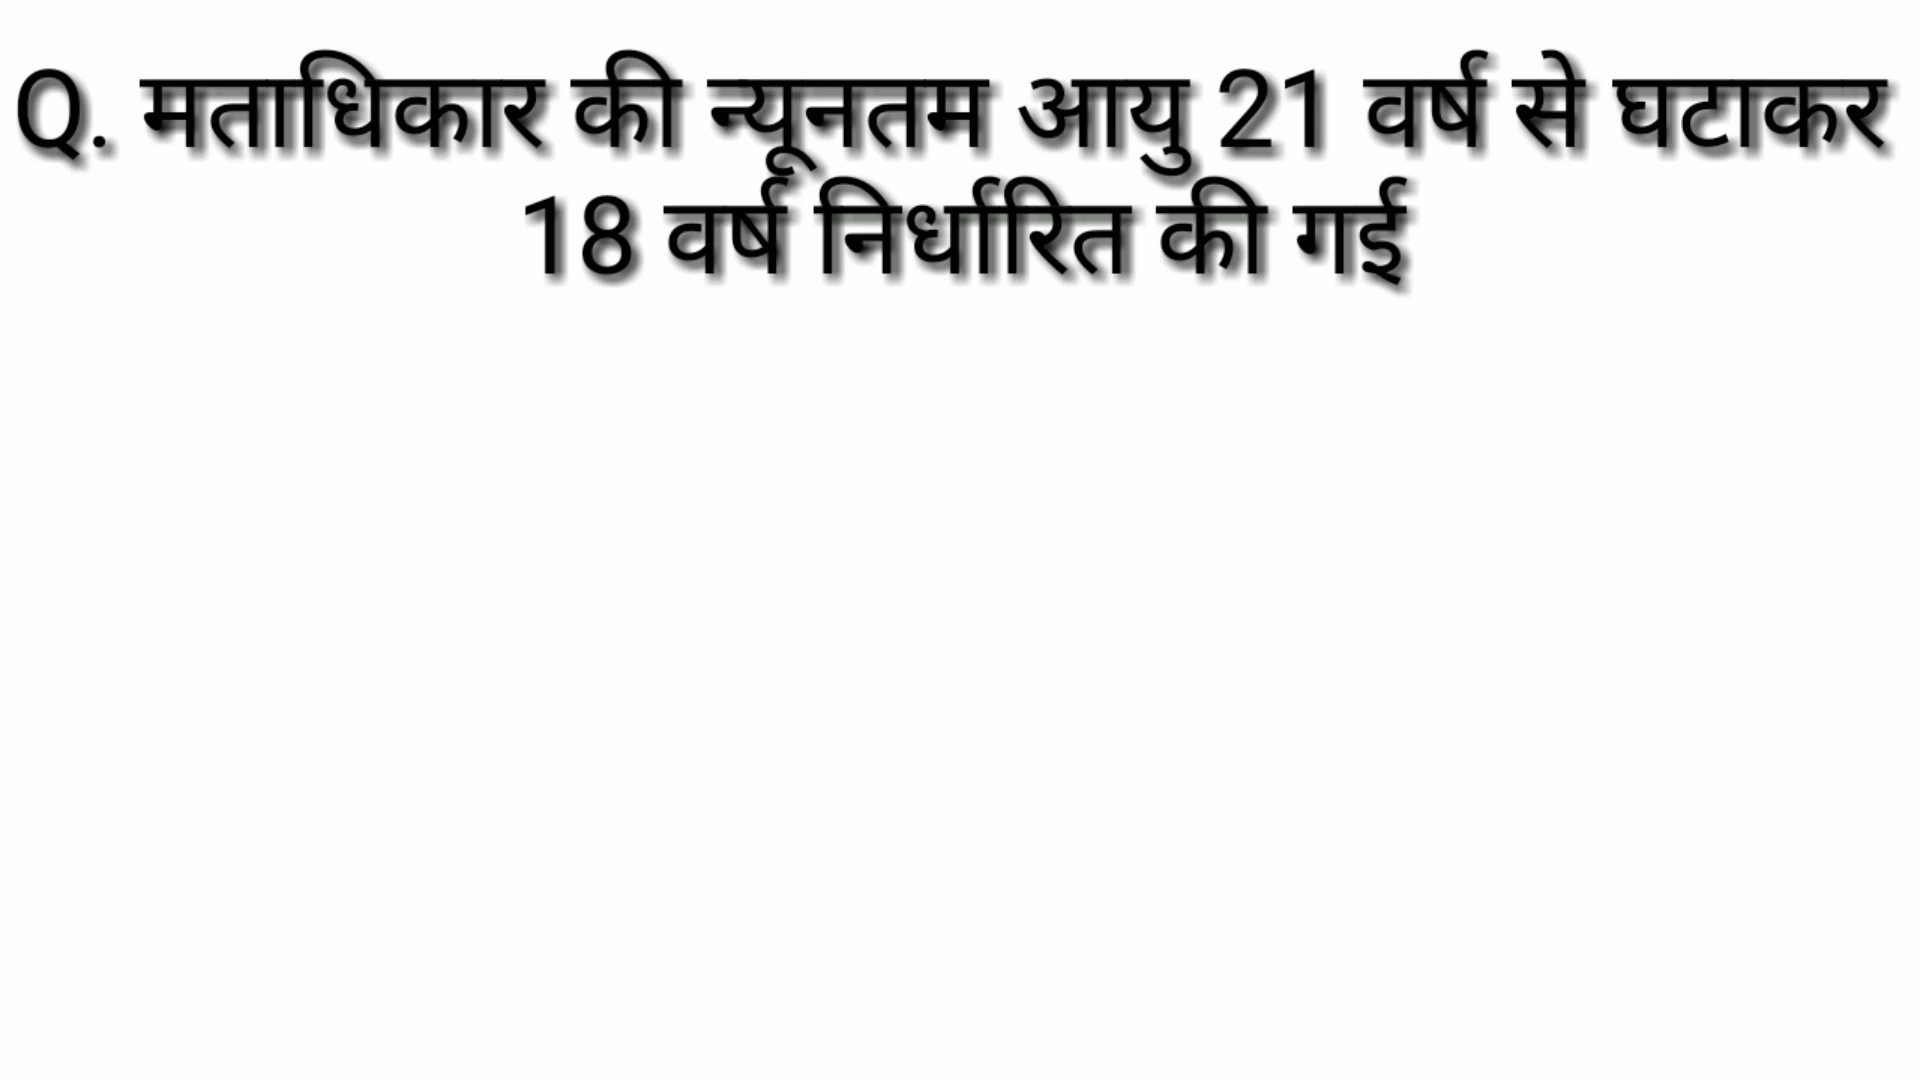 Q. मताधिकार की न्यूनतम आयु 21 वर्ष से घटाकर
18 वर्ष निर्धारित की गई